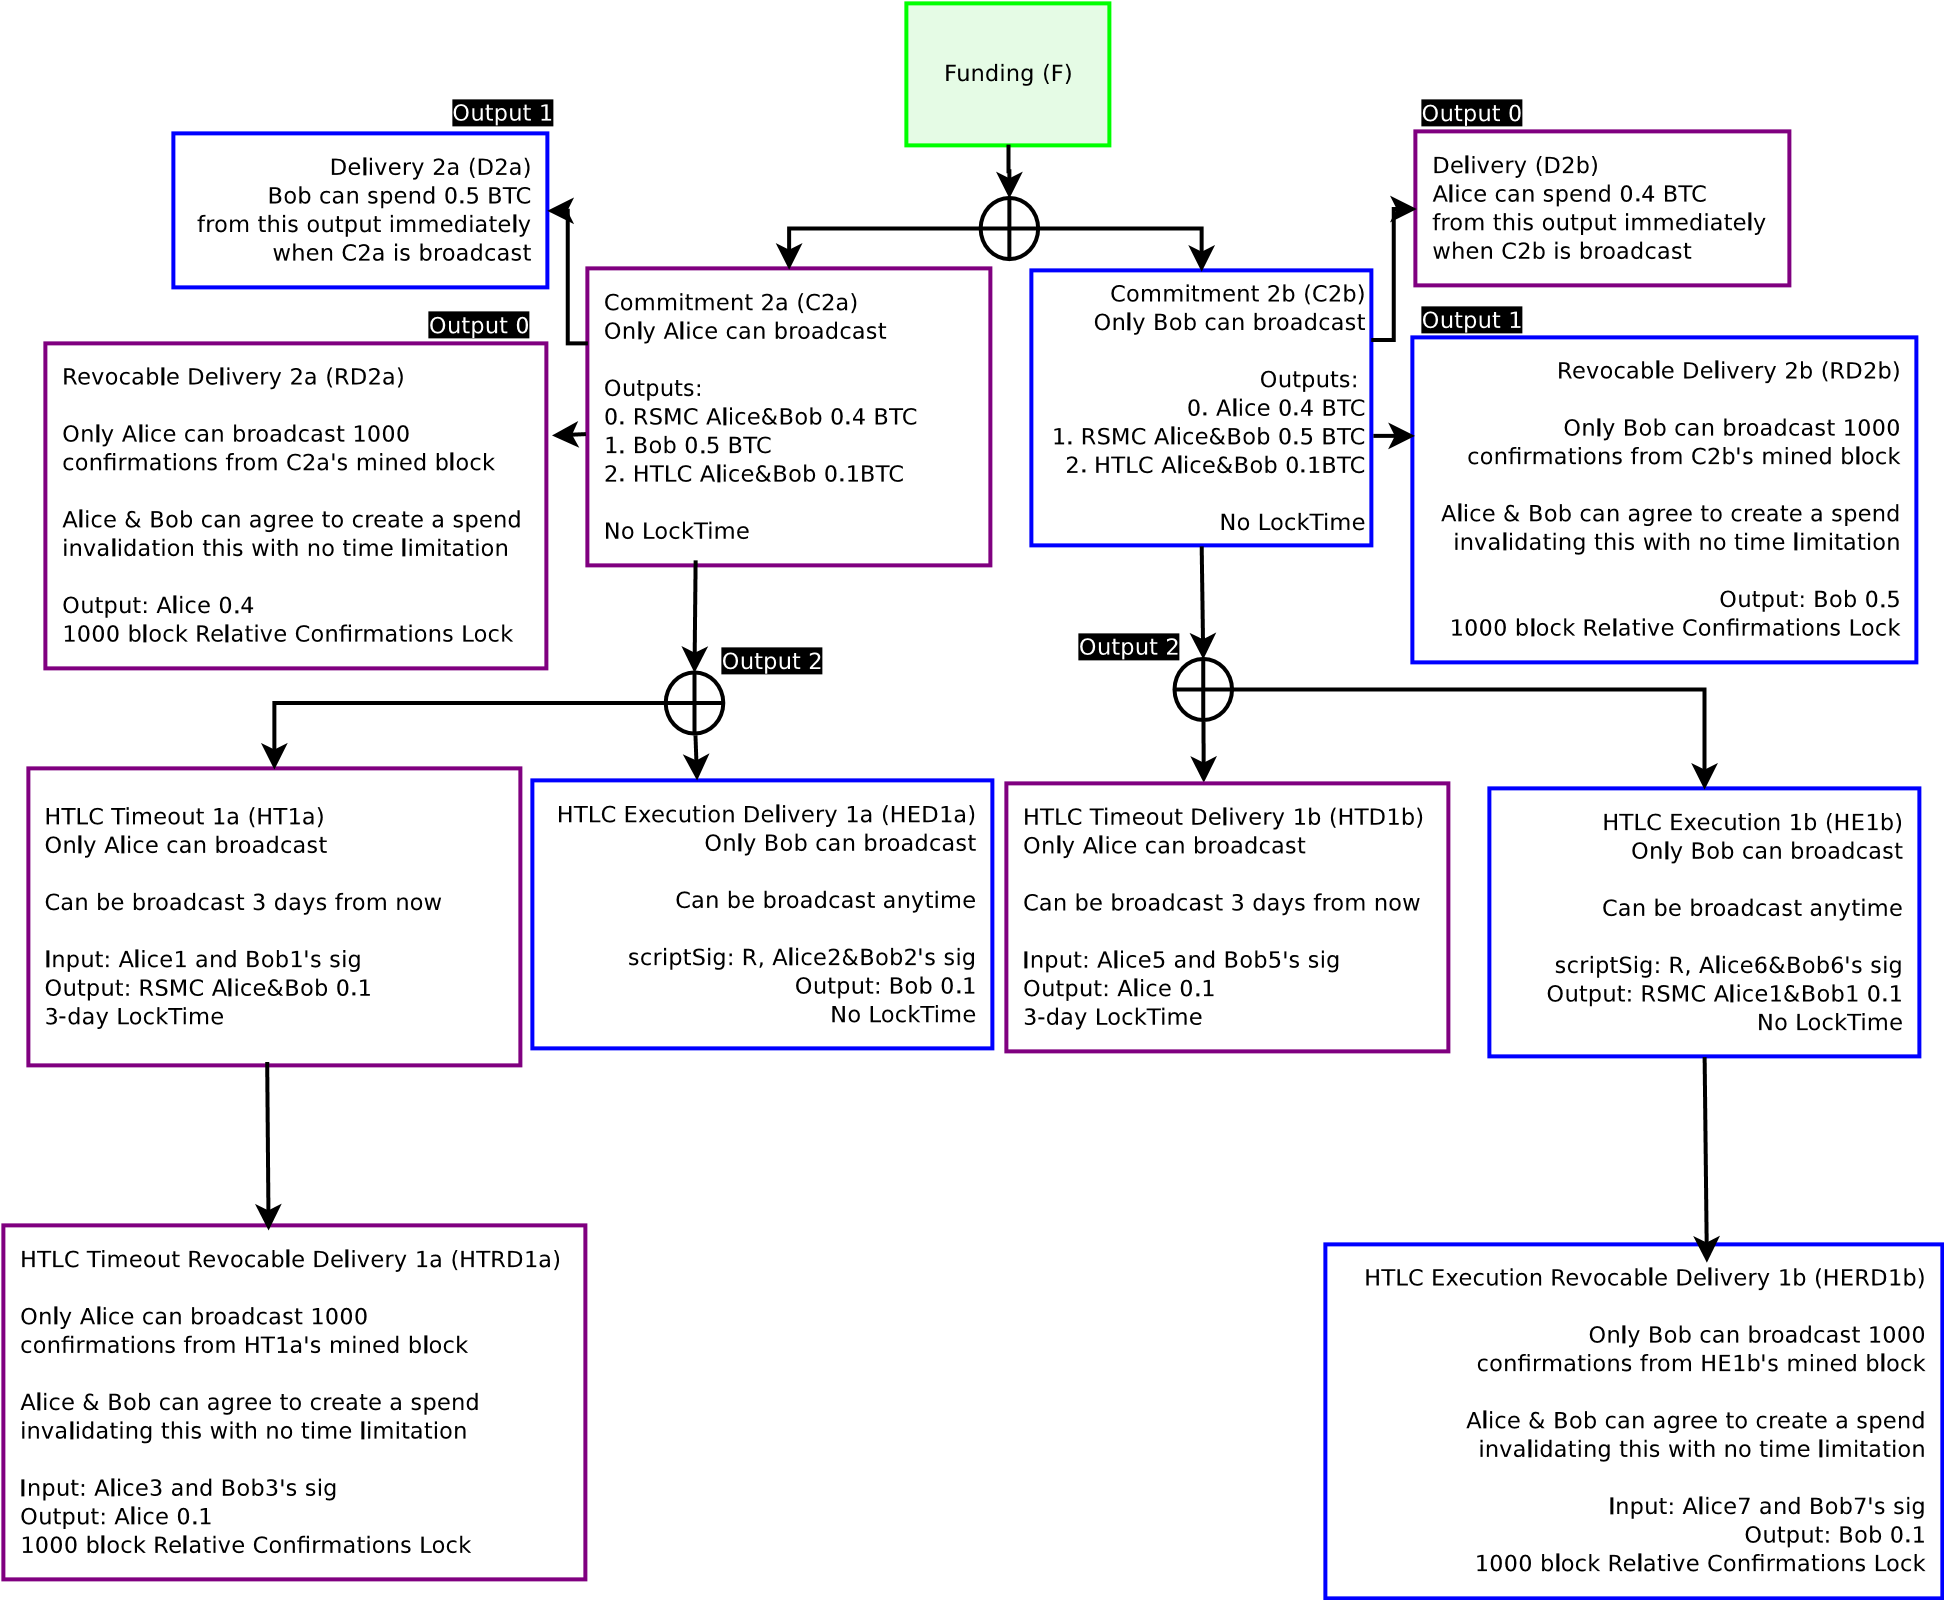 Funding (F)
Output 1
Delivery 2a (D2a)
Bob can spend 0.5 BTC
from this output immediately
when C2a is broadcast
Output 0
Delivery (D2b)
Alice can spend 0.4 BTC
from this output immediately
when C2b is broadcast
Commitment 2a (C2a)
Only Alice can broadcast
Outputs:
0. RSMC Alice&Bob 0.4 BTC
1. Bob 0.5 BTC
2. HTLC Alice&Bob 0.1BTC
No LockTime
Commitment 2b (C2b)
Only Bob can broadcast
Outputs:
0. Alice 0.4 BTC
1. RSMC Alice&Bob 0.5 BTC
2. HTLC Alice&Bob 0.1BTC
No LockTime
Output 0
Revocable Delivery 2a (RD2a)
Only Alice can broadcast 1000
confirmations from C2a's mined block
Alice & Bob can agree to create a spend
invalidation this with no time limitation
Output: Alice 0.4
1000 block Relative Confirmations Lock
Output 1
Revocable Delivery 2b (RD2b)
Only Bob can broadcast 1000
confirmations from C2b's mined block
Alice & Bob can agree to create a spend
invalidating this with no time limitation
Output: Bob 0.5
1000 block Relative Confirmations Lock
Output 2
Output 2
HTLC Timeout 1a (HT1a)
Only Alice can broadcast
Can be broadcast 3 days from now
Input: Alice1 and Bob1's sig
Output: RSMC Alice&Bob 0.1
3-day LockTime
HTLC Execution Delivery 1a (HED1a)
Only Bob can broadcast
Can be broadcast anytime
scriptSig: R, Alice2&Bob2's sig
Output: Bob 0.1
No LockTime
HTLC Timeout Delivery 1b (HTD1b)
Only Alice can broadcast
Can be broadcast 3 days from now
Input: Alice5 and Bob5's sig
Output: Alice 0.1
3-day LockTime
HTLC Execution 1b (HE1b)
Only Bob can broadcast
Can be broadcast anytime
scriptSig: R, Alice6&Bob6's sig
Output: RSMC Alice1&Bob1 0.1
No LockTime
HTLC Timeout Revocable Delivery 1a (HTRD1a)
Only Alice can broadcast 1000
confirmations from HT1a's mined block
Alice & Bob can agree to create a spend
invalidating this with no time limitation
Input: Alice3 and Bob3's sig
Output: Alice 0.1
1000 block Relative Confirmations Lock
HTLC Execution Revocable Delivery 1b (HERD1b)
Only Bob can broadcast 1000
confirmations from HE1b's mined block
Alice & Bob can agree to create a spend
invalidating this with no time limitation
Input: Alice7 and Bob7's sig
Output: Bob 0.1
1000 block Relative Confirmations Lock